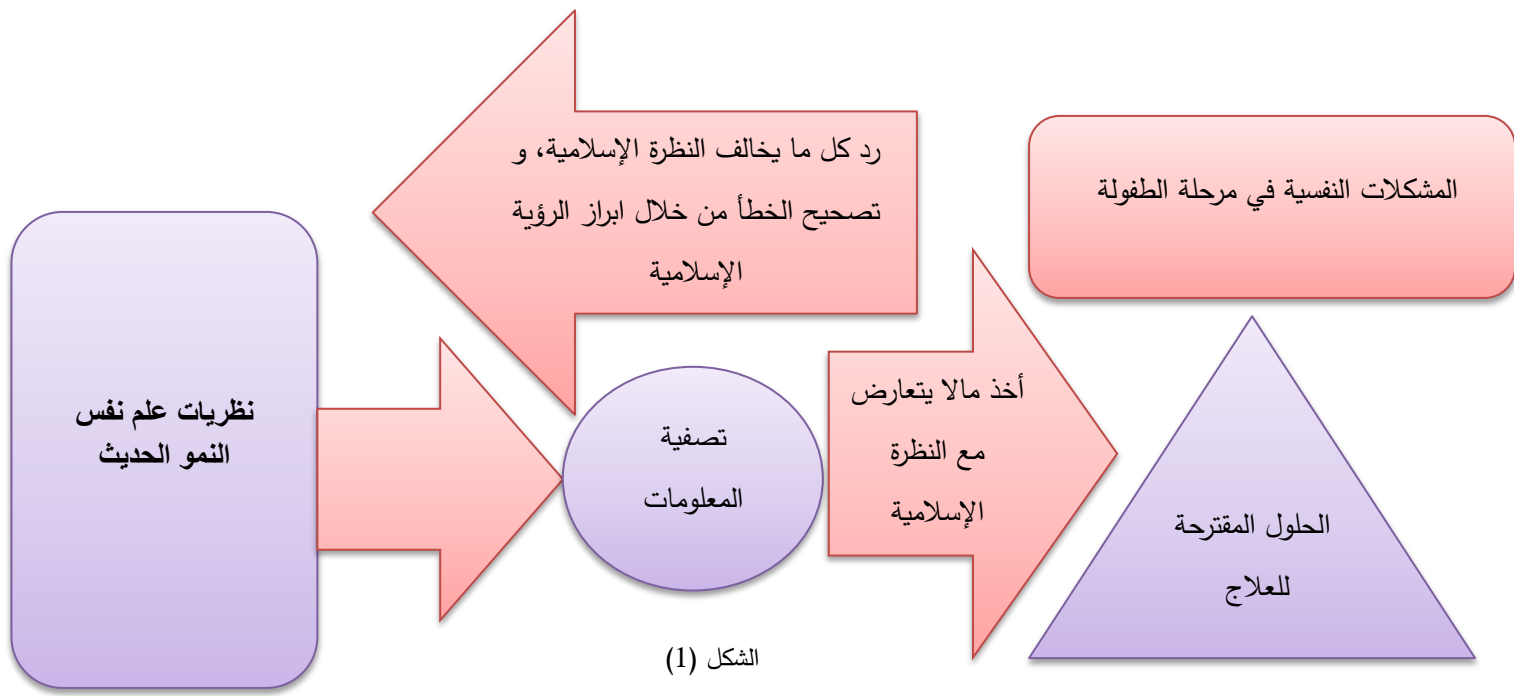 رد كل ما يخالف النظرة الإسلامية، و
تصحيح الخطأ من خلال ابراز الرؤية
الإسلامية
المشكلات النفسية في مرحلة الطفولة
نظريات علم نفس
النمو الحديث
تصفية
المعلومات
أخذ مالا يتعارض
مع النظرة
الإسلامية
الحلول المقترحة
للعلاج
الشكل (1)